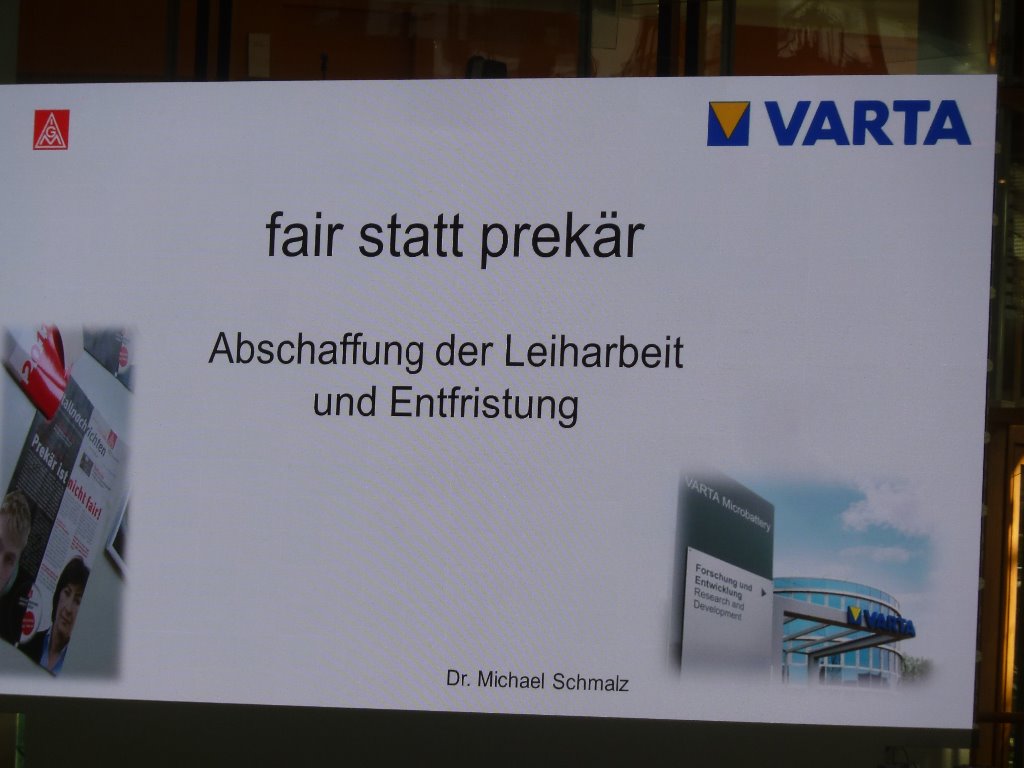 IGM
VARTA
fair statt prekär
Abschaffung der Leiharbeit
und Entfristung
Prekär ist nicht fair!
VARTA Microbattery
Forschung und
Entwicklung
Research and
Development
VARTA
Dr. Michael Schmalz